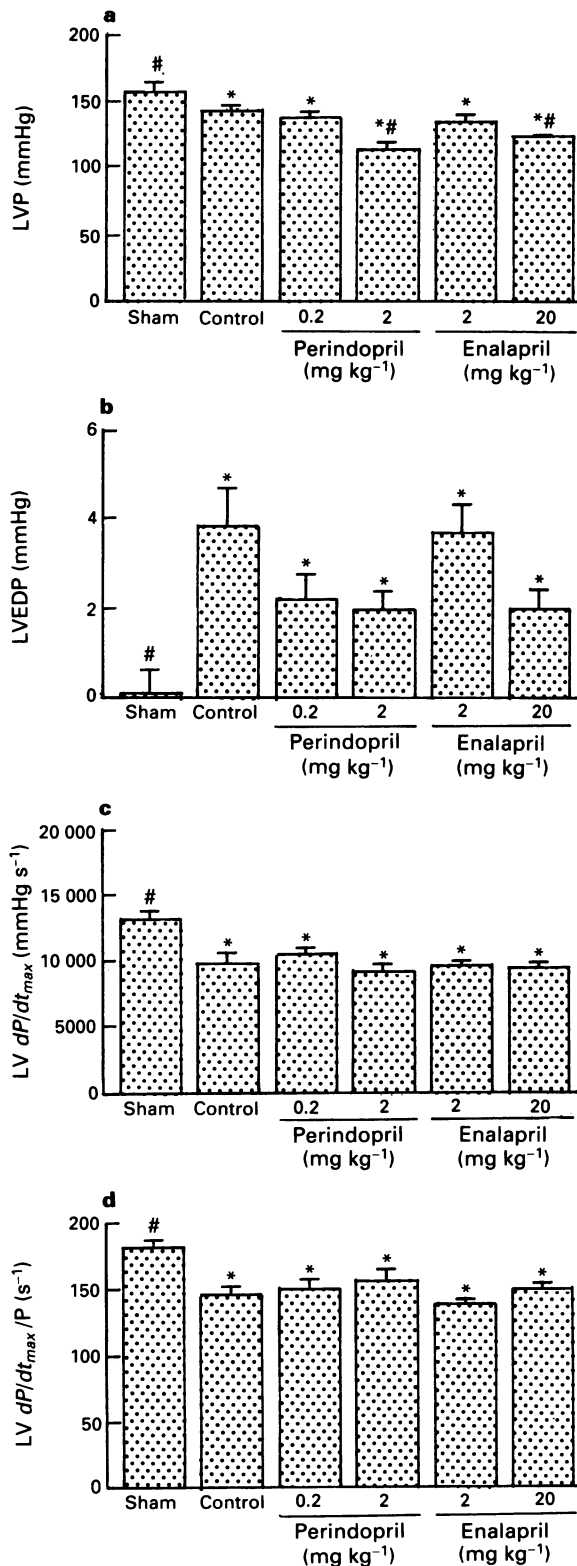 a
200
150
100
50
0
LVP (mmHg)
# * * *# * *#
Sham Control 0.2 2 2 20
Perindopril Enalapril
(mg kg⁻¹) (mg kg⁻¹)
b
6
4
2
0
LVEDP (mmHg)
# * * * * *
Sham Control 0.2 2 2 20
Perindopril Enalapril
(mg kg⁻¹) (mg kg⁻¹)
c
20 000
15 000
10 000
5000
0
LV dP/dtmax (mmHg s⁻¹)
# * * * * *
Sham Control 0.2 2 2 20
Perindopril Enalapril
(mg kg⁻¹) (mg kg⁻¹)
d
200
150
100
50
0
LV dP/dtmax/P (s⁻¹)
# * * * * *
Sham Control 0.2 2 2 20
Perindopril Enalapril
(mg kg⁻¹) (mg kg⁻¹)